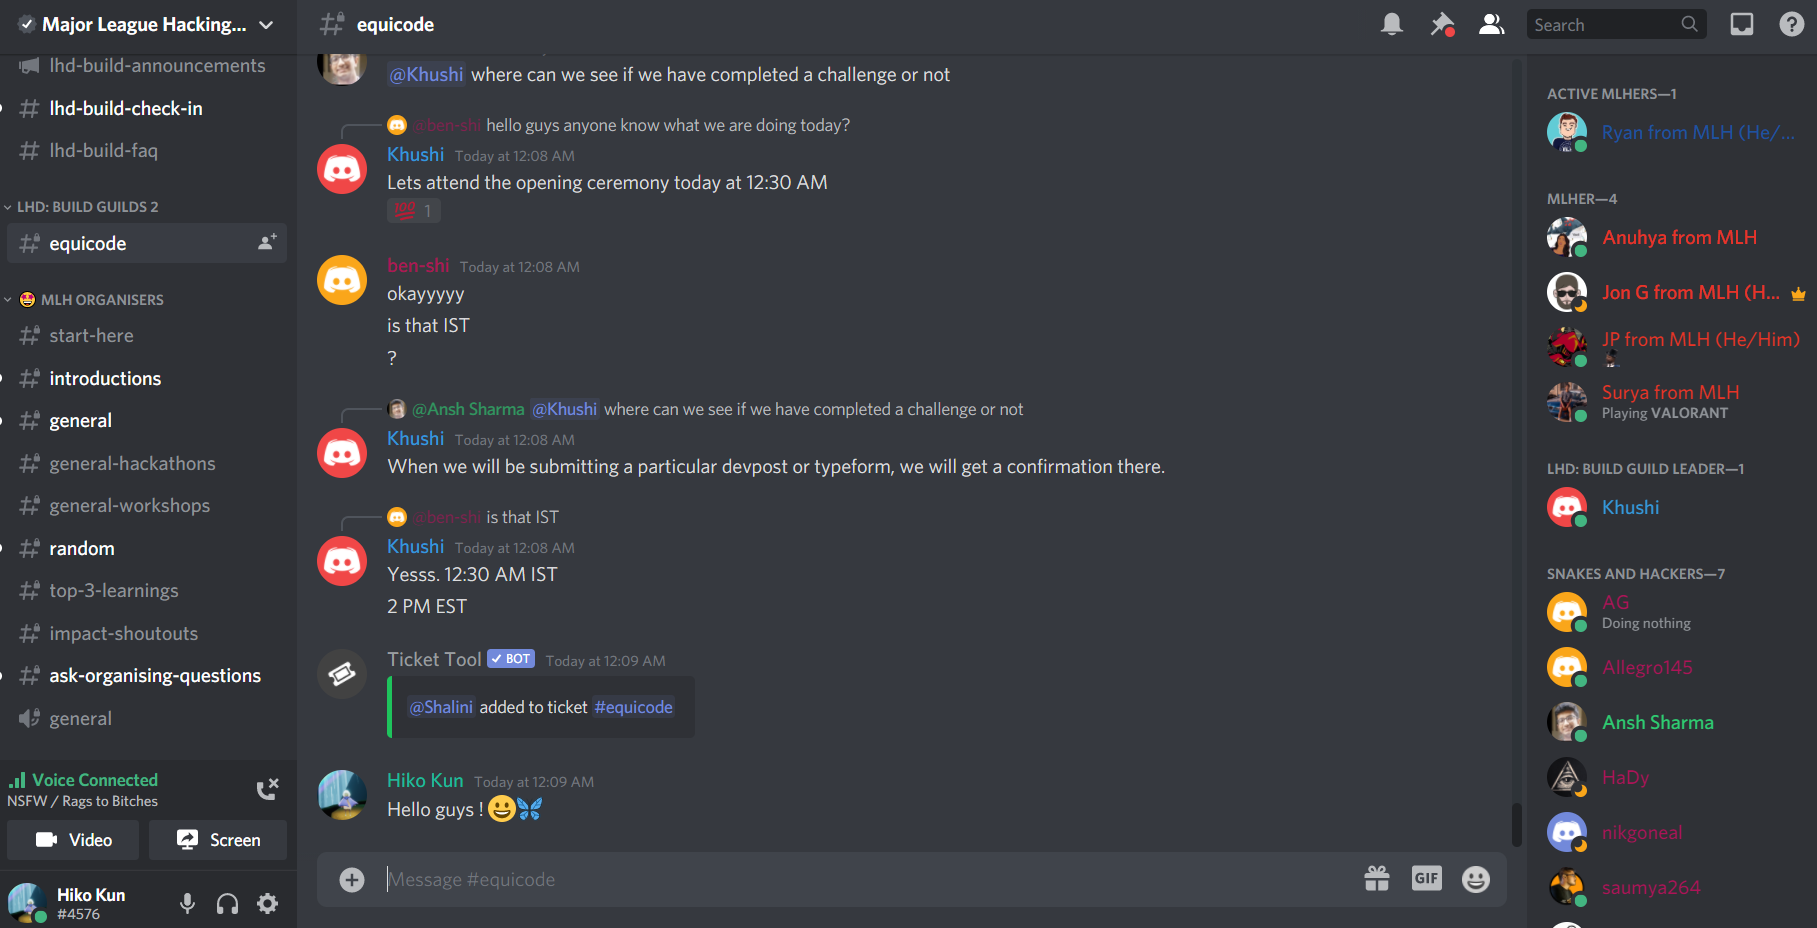 Major League Hacking...
lhd-build-announcements
lhd-build-check-in
lhd-build-faq
LHD: BUILD GUILDS 2
equicode
MLH ORGANISERS
start-here
introductions
general
general-hackathons
general-workshops
random
top-3-learnings
impact-shoutouts
ask-organising-questions
general
Voice Connected
NSFW / Rags to Bitches
Video Screen
Hiko Kun
#4576
equicode
Search
@Khushi where can we see if we have completed a challenge or not
@ben-shi hello guys anyone know what we are doing today?
Khushi Today at 12:08 AM
Lets attend the opening ceremony today at 12:30 AM
💯 1
ben-shi Today at 12:08 AM
okayyyyy
is that IST
?
@Ansh Sharma @Khushi where can we see if we have completed a challenge or not
Khushi Today at 12:08 AM
When we will be submitting a particular devpost or typeform, we will get a confirmation there.
@ben-shi is that IST
Khushi Today at 12:08 AM
Yesss. 12:30 AM IST
2 PM EST
Ticket Tool ✓ BOT Today at 12:09 AM
@Shalini added to ticket #equicode
Hiko Kun Today at 12:09 AM
Hello guys ! 😀🦋
Message #equicode
GIF
ACTIVE MLHERS—1
Ryan from MLH (He/...
MLHER—4
Anuhya from MLH
Jon G from MLH (H...
JP from MLH (He/Him)
Surya from MLH
Playing VALORANT
LHD: BUILD GUILD LEADER—1
Khushi
SNAKES AND HACKERS—7
AG
Doing nothing
Allegro145
Ansh Sharma
HaDy
nikgoneal
saumya264